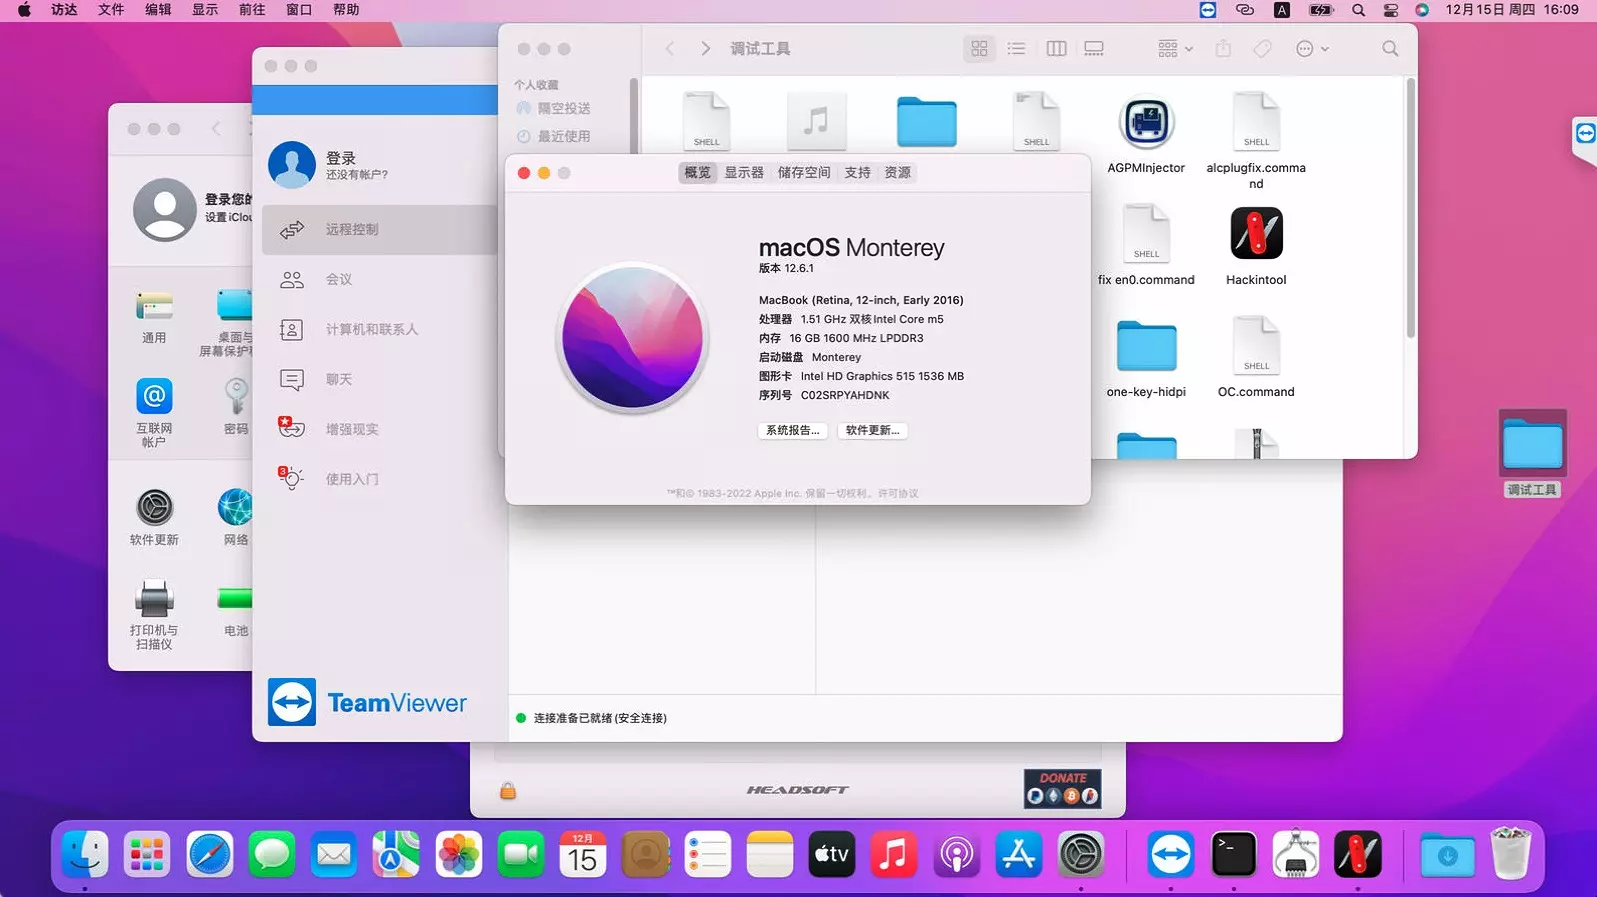 访达 文件 编辑 显示 前往 窗口 帮助
A
12月15日 周四 16:09
调试工具
个人收藏
隔空投送
最近使用
SHELL
SHELL
SHELL
AGPMInjector
alcplugfix.comma
nd
SHELL
fix en0.command
Hackintool
one-key-hidpi
SHELL
OC.command
概览 显示器 储存空间 支持 资源
macOS Monterey
版本 12.6.1
MacBook (Retina, 12-inch, Early 2016)
处理器 1.51 GHz 双核Intel Core m5
内存 16 GB 1600 MHz LPDDR3
启动磁盘 Monterey
图形卡 Intel HD Graphics 515 1536 MB
序列号 C02SRPYAHDNK
系统报告...
软件更新...
™和© 1983-2022 Apple Inc. 保留一切权利。许可协议
登录
还没有帐户?
远程控制
会议
计算机和联系人
聊天
增强现实
3
使用入门
TeamViewer
连接准备已就绪(安全连接)
登录您的
设置 iClou
通用
桌面与
屏幕保护程
@
互联网
帐户
密码
软件更新
网络
打印机与
扫描仪
电池
调试工具
HEADSOFT
DONATE
12月
15
tv
>_